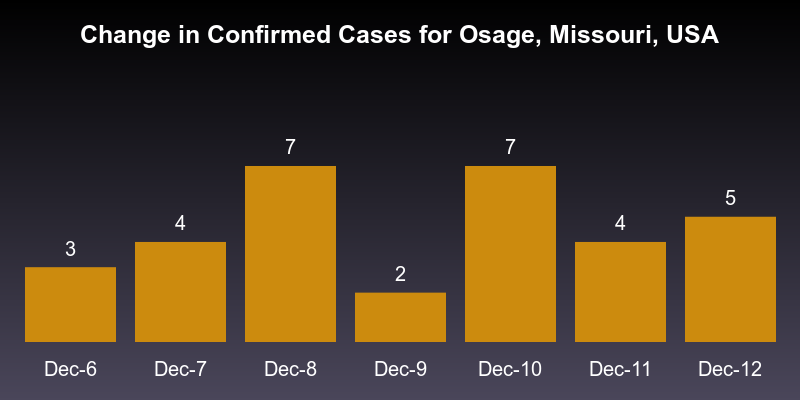 Change in Confirmed Cases for Osage, Missouri, USA
3
4
7
2
7
4
5
Dec-6
Dec-7
Dec-8
Dec-9
Dec-10
Dec-11
Dec-12